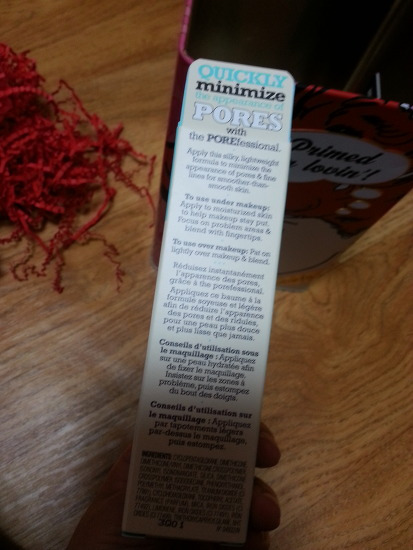 QUICKLY
minimize
the appearance of
PORES
with
the POREfessional.
Apply this silky, lightweight
formula to minimize the
appearance of pores & fine
lines for smoother-than-
smooth skin.
To use under makeup:
Apply to moisturized skin
to help makeup stay put.
Focus on problem areas &
blend with fingertips.
To use over makeup: Pat on
lightly over makeup & blend.
Réduisez instantanément
l'apparence des pores,
grâce à the porefessional.
Appliquez ce baume à la
formule soyeuse et légère
afin de réduire l'apparence
des pores et des ridules,
pour une peau plus douce
et plus lisse que jamais.
Conseils d'utilisation sous
le maquillage : Appliquez
sur une peau hydratée afin
de fixer le maquillage.
Insistez sur les zones à
problème, puis estompez
du bout des doigts.
Conseils d'utilisation sur
le maquillage : Appliquez
par tapotements légers
par-dessus le maquillage,
puis estompez.
INGREDIENTS:
Primed
lovin'!